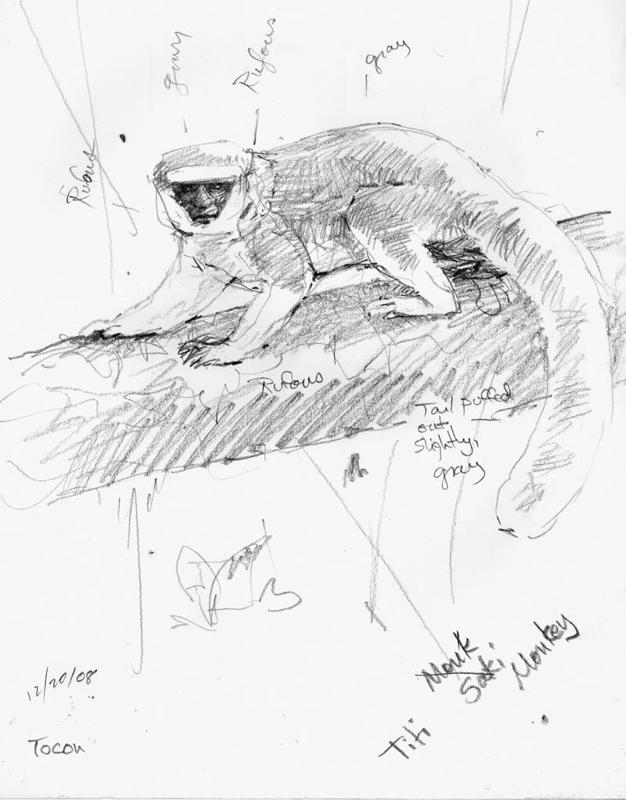 gray
Rufous
gray
Rufous
Rufous
Tail puffed
out
slightly,
gray
Monk
Saki
Monkey
Titi
12/20/08
Tocon